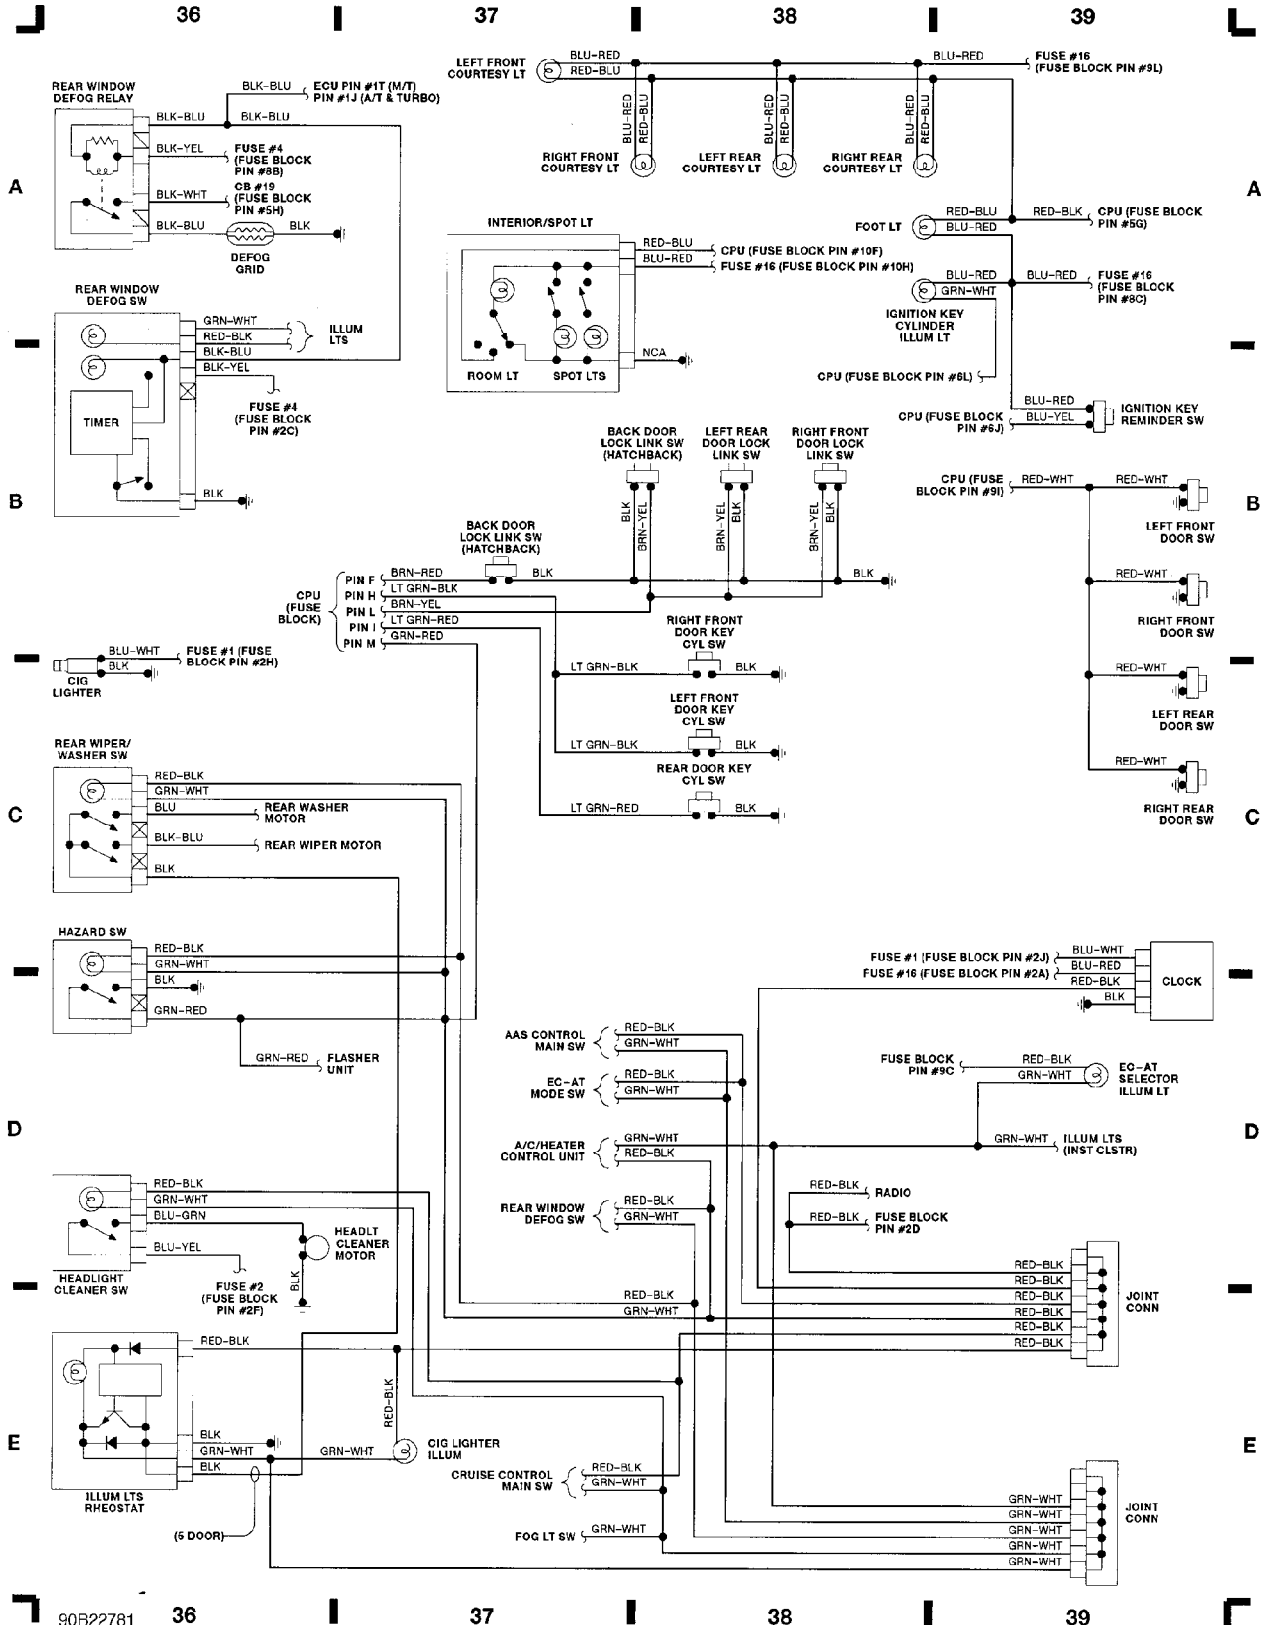 36
37
38
39
A
B
C
D
E
REAR WINDOW
DEFOG RELAY
BLK-BLU
ECU PIN #1T (M/T)
PIN #1J (A/T & TURBO)
BLK-BLU
BLK-BLU
BLK-YEL
FUSE #4
(FUSE BLOCK
PIN #8B)
BLK-WHT
CB #19
(FUSE BLOCK
PIN #5H)
BLK-BLU
BLK
DEFOG
GRID
REAR WINDOW
DEFOG SW
GRN-WHT
RED-BLK
BLK-BLU
BLK-YEL
ILLUM
LTS
TIMER
FUSE #4
(FUSE BLOCK
PIN #2C)
BLK
LEFT FRONT
COURTESY LT
BLU-RED
RED-BLU
BLU-RED
FUSE #16
(FUSE BLOCK PIN #9L)
BLU-RED
RED-BLU
BLU-RED
RED-BLU
BLU-RED
RED-BLU
RIGHT FRONT
COURTESY LT
LEFT REAR
COURTESY LT
RIGHT REAR
COURTESY LT
INTERIOR/SPOT LT
RED-BLU
CPU (FUSE BLOCK PIN #10F)
BLU-RED
FUSE #16 (FUSE BLOCK PIN #10H)
NCA
ROOM LT
SPOT LTS
FOOT LT
RED-BLU
BLU-RED
RED-BLK
CPU (FUSE BLOCK
PIN #5G)
BLU-RED
GRN-WHT
BLU-RED
FUSE #16
(FUSE BLOCK
PIN #8C)
IGNITION KEY
CYLINDER
ILLUM LT
CPU (FUSE BLOCK PIN #6L)
BLU-RED
BLU-YEL
CPU (FUSE BLOCK
PIN #6J)
IGNITION KEY
REMINDER SW
BACK DOOR
LOCK LINK SW
(HATCHBACK)
LEFT REAR
DOOR LOCK
LINK SW
RIGHT FRONT
DOOR LOCK
LINK SW
BLK
BRN-YEL
BRN-YEL
BLK
BRN-YEL
BLK
BACK DOOR
LOCK LINK SW
(HATCHBACK)
CPU
(FUSE
BLOCK)
PIN F
BRN-RED
BLK
BLK
PIN H
LT GRN-BLK
PIN L
BRN-YEL
PIN I
LT GRN-RED
PIN M
GRN-RED
RIGHT FRONT
DOOR KEY
CYL SW
LT GRN-BLK
BLK
LEFT FRONT
DOOR KEY
CYL SW
LT GRN-BLK
BLK
REAR DOOR KEY
CYL SW
LT GRN-RED
BLK
CPU (FUSE
BLOCK PIN #9I)
RED-WHT
RED-WHT
LEFT FRONT
DOOR SW
RED-WHT
RIGHT FRONT
DOOR SW
RED-WHT
LEFT REAR
DOOR SW
RED-WHT
RIGHT REAR
DOOR SW
BLU-WHT
BLK
FUSE #1 (FUSE
BLOCK PIN #2H)
CIG
LIGHTER
REAR WIPER/
WASHER SW
RED-BLK
GRN-WHT
BLU
REAR WASHER
MOTOR
BLK-BLU
REAR WIPER MOTOR
BLK
HAZARD SW
RED-BLK
GRN-WHT
BLK
GRN-RED
GRN-RED
FLASHER
UNIT
FUSE #1 (FUSE BLOCK PIN #2J)
FUSE #16 (FUSE BLOCK PIN #2A)
BLU-WHT
BLU-RED
RED-BLK
BLK
CLOCK
AAS CONTROL
MAIN SW
RED-BLK
GRN-WHT
EC-AT
MODE SW
RED-BLK
GRN-WHT
A/C/HEATER
CONTROL UNIT
GRN-WHT
RED-BLK
REAR WINDOW
DEFOG SW
RED-BLK
GRN-WHT
FUSE BLOCK
PIN #9C
RED-BLK
GRN-WHT
EC-AT
SELECTOR
ILLUM LT
GRN-WHT
ILLUM LTS
(INST CLSTR)
RED-BLK
RADIO
RED-BLK
FUSE BLOCK
PIN #2D
RED-BLK
GRN-WHT
BLU-GRN
BLU-YEL
HEADLT
CLEANER
MOTOR
BLK
HEADLIGHT
CLEANER SW
FUSE #2
(FUSE BLOCK
PIN #2F)
RED-BLK
GRN-WHT
RED-BLK
RED-BLK
RED-BLK
RED-BLK
RED-BLK
RED-BLK
JOINT
CONN
RED-BLK
RED-BLK
BLK
GRN-WHT
BLK
GRN-WHT
CIG LIGHTER
ILLUM
ILLUM LTS
RHEOSTAT
(5 DOOR)
CRUISE CONTROL
MAIN SW
RED-BLK
GRN-WHT
FOG LT SW
GRN-WHT
GRN-WHT
GRN-WHT
GRN-WHT
GRN-WHT
GRN-WHT
JOINT
CONN
A
B
C
D
E
90B22781
36
37
38
39